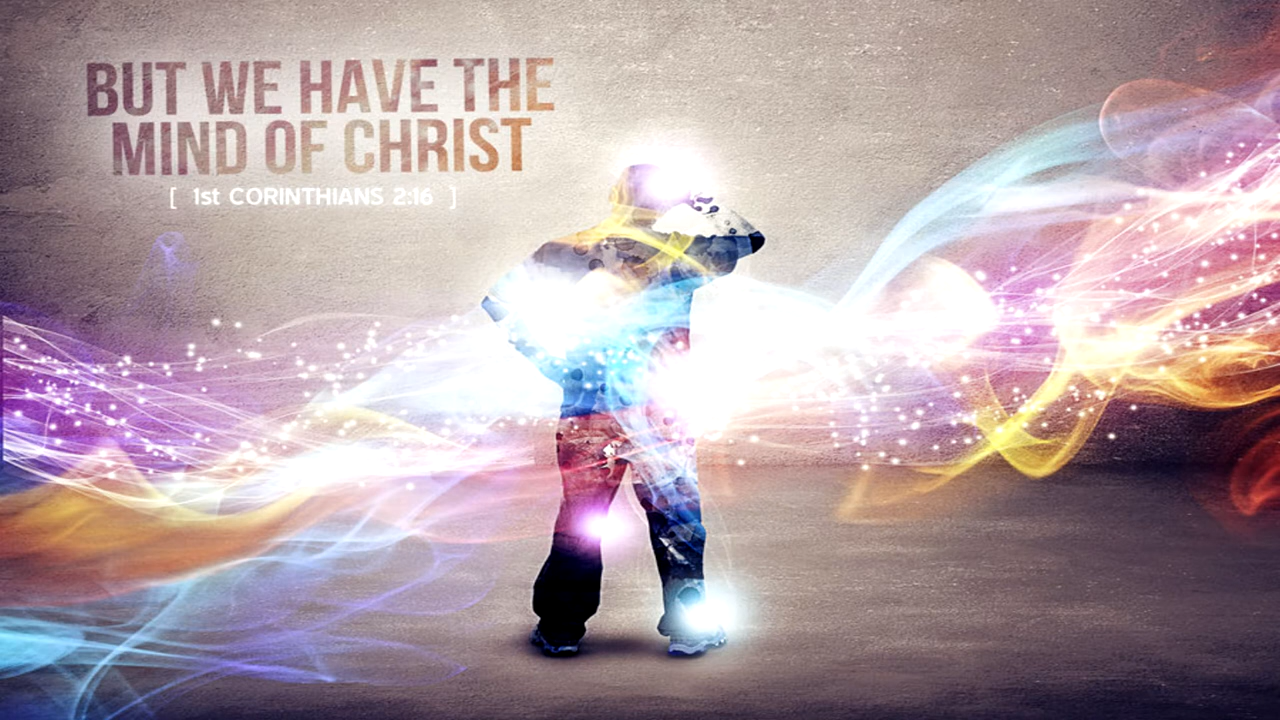 BUT WE HAVE THE
MIND OF CHRIST
[ 1st CORINTHIANS 2:16 ]